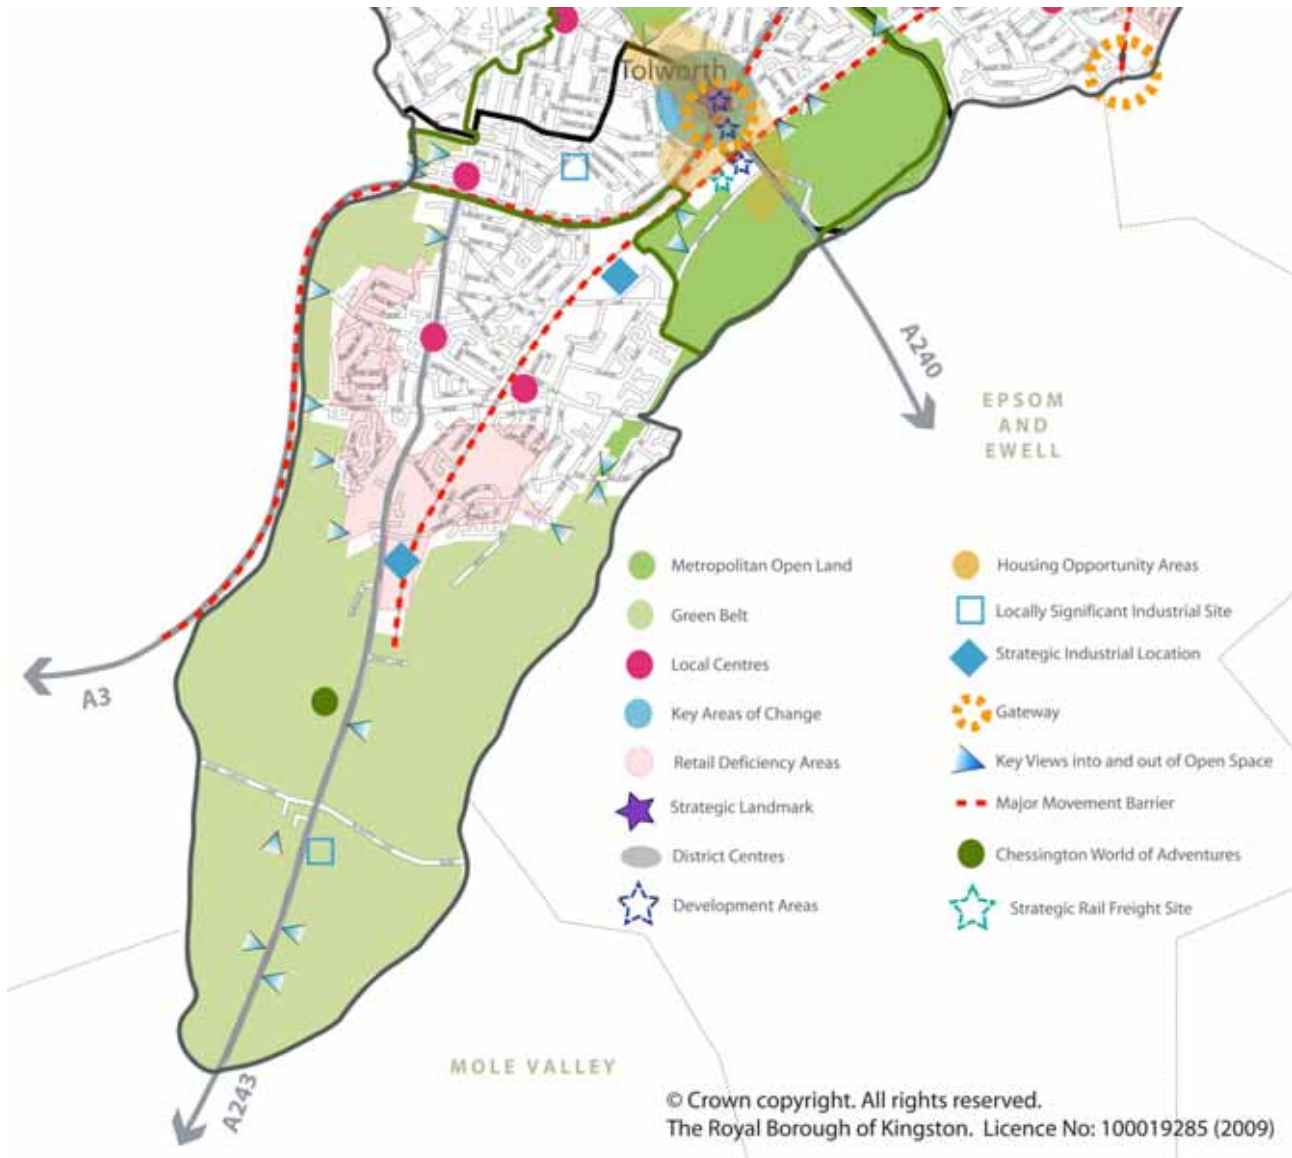 Tolworth
A240
EPSOM
AND
EWELL
Metropolitan Open Land
Green Belt
Local Centres
Key Areas of Change
Retail Deficiency Areas
Strategic Landmark
District Centres
Development Areas
Housing Opportunity Areas
Locally Significant Industrial Site
Strategic Industrial Location
Gateway
Key Views into and out of Open Space
Major Movement Barrier
Chessington World of Adventures
Strategic Rail Freight Site
A3
MOLE VALLEY
A243
© Crown copyright. All rights reserved.
The Royal Borough of Kingston. Licence No: 100019285 (2009)